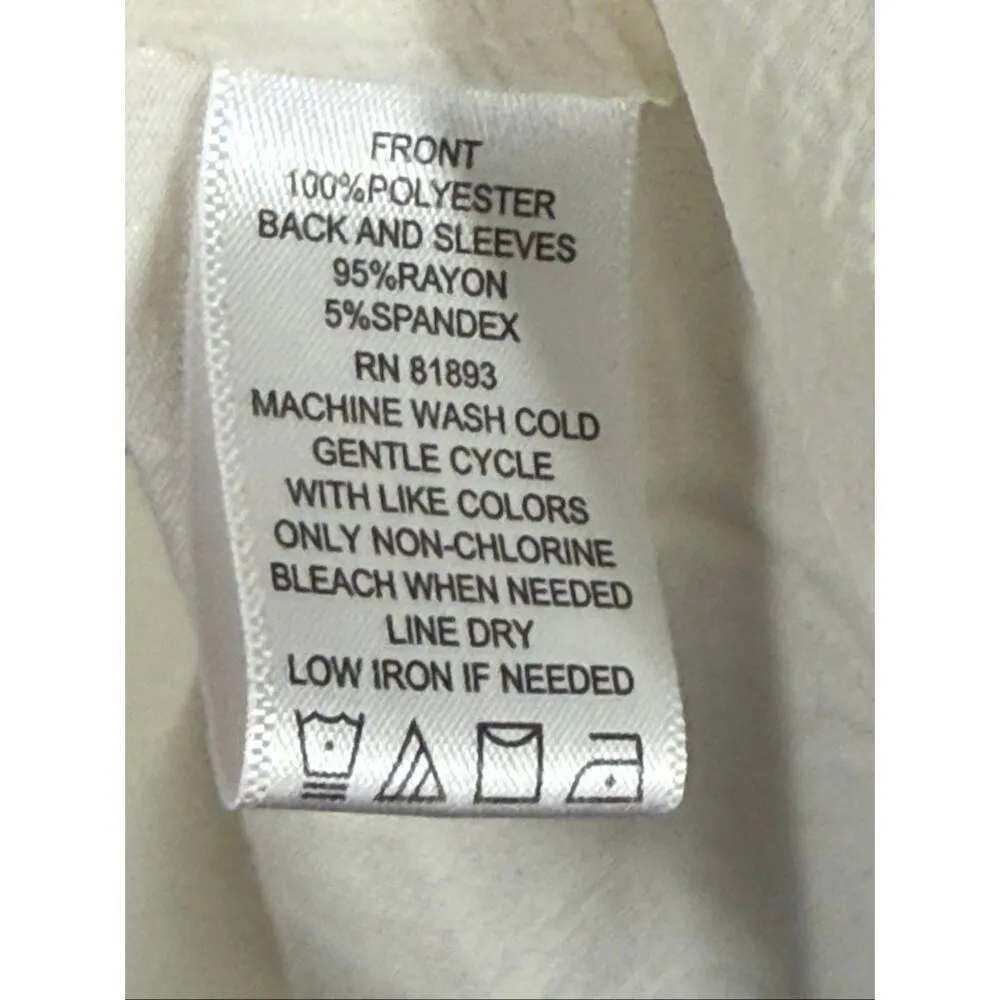 FRONT
100%POLYESTER
BACK AND SLEEVES
95%RAYON
5%SPANDEX
RN 81893
MACHINE WASH COLD
GENTLE CYCLE
WITH LIKE COLORS
ONLY NON-CHLORINE
BLEACH WHEN NEEDED
LINE DRY
LOW IRON IF NEEDED